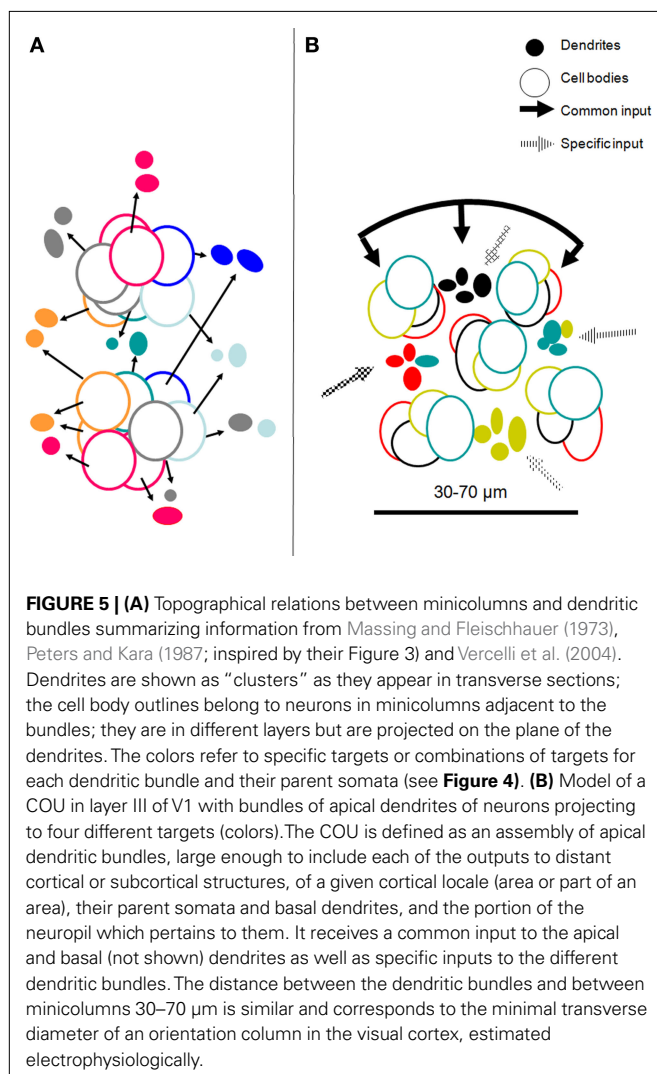 A
B
Dendrites
Cell bodies
Common input
Specific input
30-70 µm
FIGURE 5 | (A) Topographical relations between minicolumns and dendritic
bundles summarizing information from Massing and Fleischhauer (1973),
Peters and Kara (1987; inspired by their Figure 3) and Vercelli et al. (2004).
Dendrites are shown as “clusters” as they appear in transverse sections;
the cell body outlines belong to neurons in minicolumns adjacent to the
bundles; they are in different layers but are projected on the plane of the
dendrites. The colors refer to specific targets or combinations of targets for
each dendritic bundle and their parent somata (see Figure 4). (B) Model of a
COU in layer III of V1 with bundles of apical dendrites of neurons projecting
to four different targets (colors). The COU is defined as an assembly of apical
dendritic bundles, large enough to include each of the outputs to distant
cortical or subcortical structures, of a given cortical locale (area or part of an
area), their parent somata and basal dendrites, and the portion of the
neuropil which pertains to them. It receives a common input to the apical
and basal (not shown) dendrites as well as specific inputs to the different
dendritic bundles. The distance between the dendritic bundles and between
minicolumns 30–70 µm is similar and corresponds to the minimal transverse
diameter of an orientation column in the visual cortex, estimated
electrophysiologically.